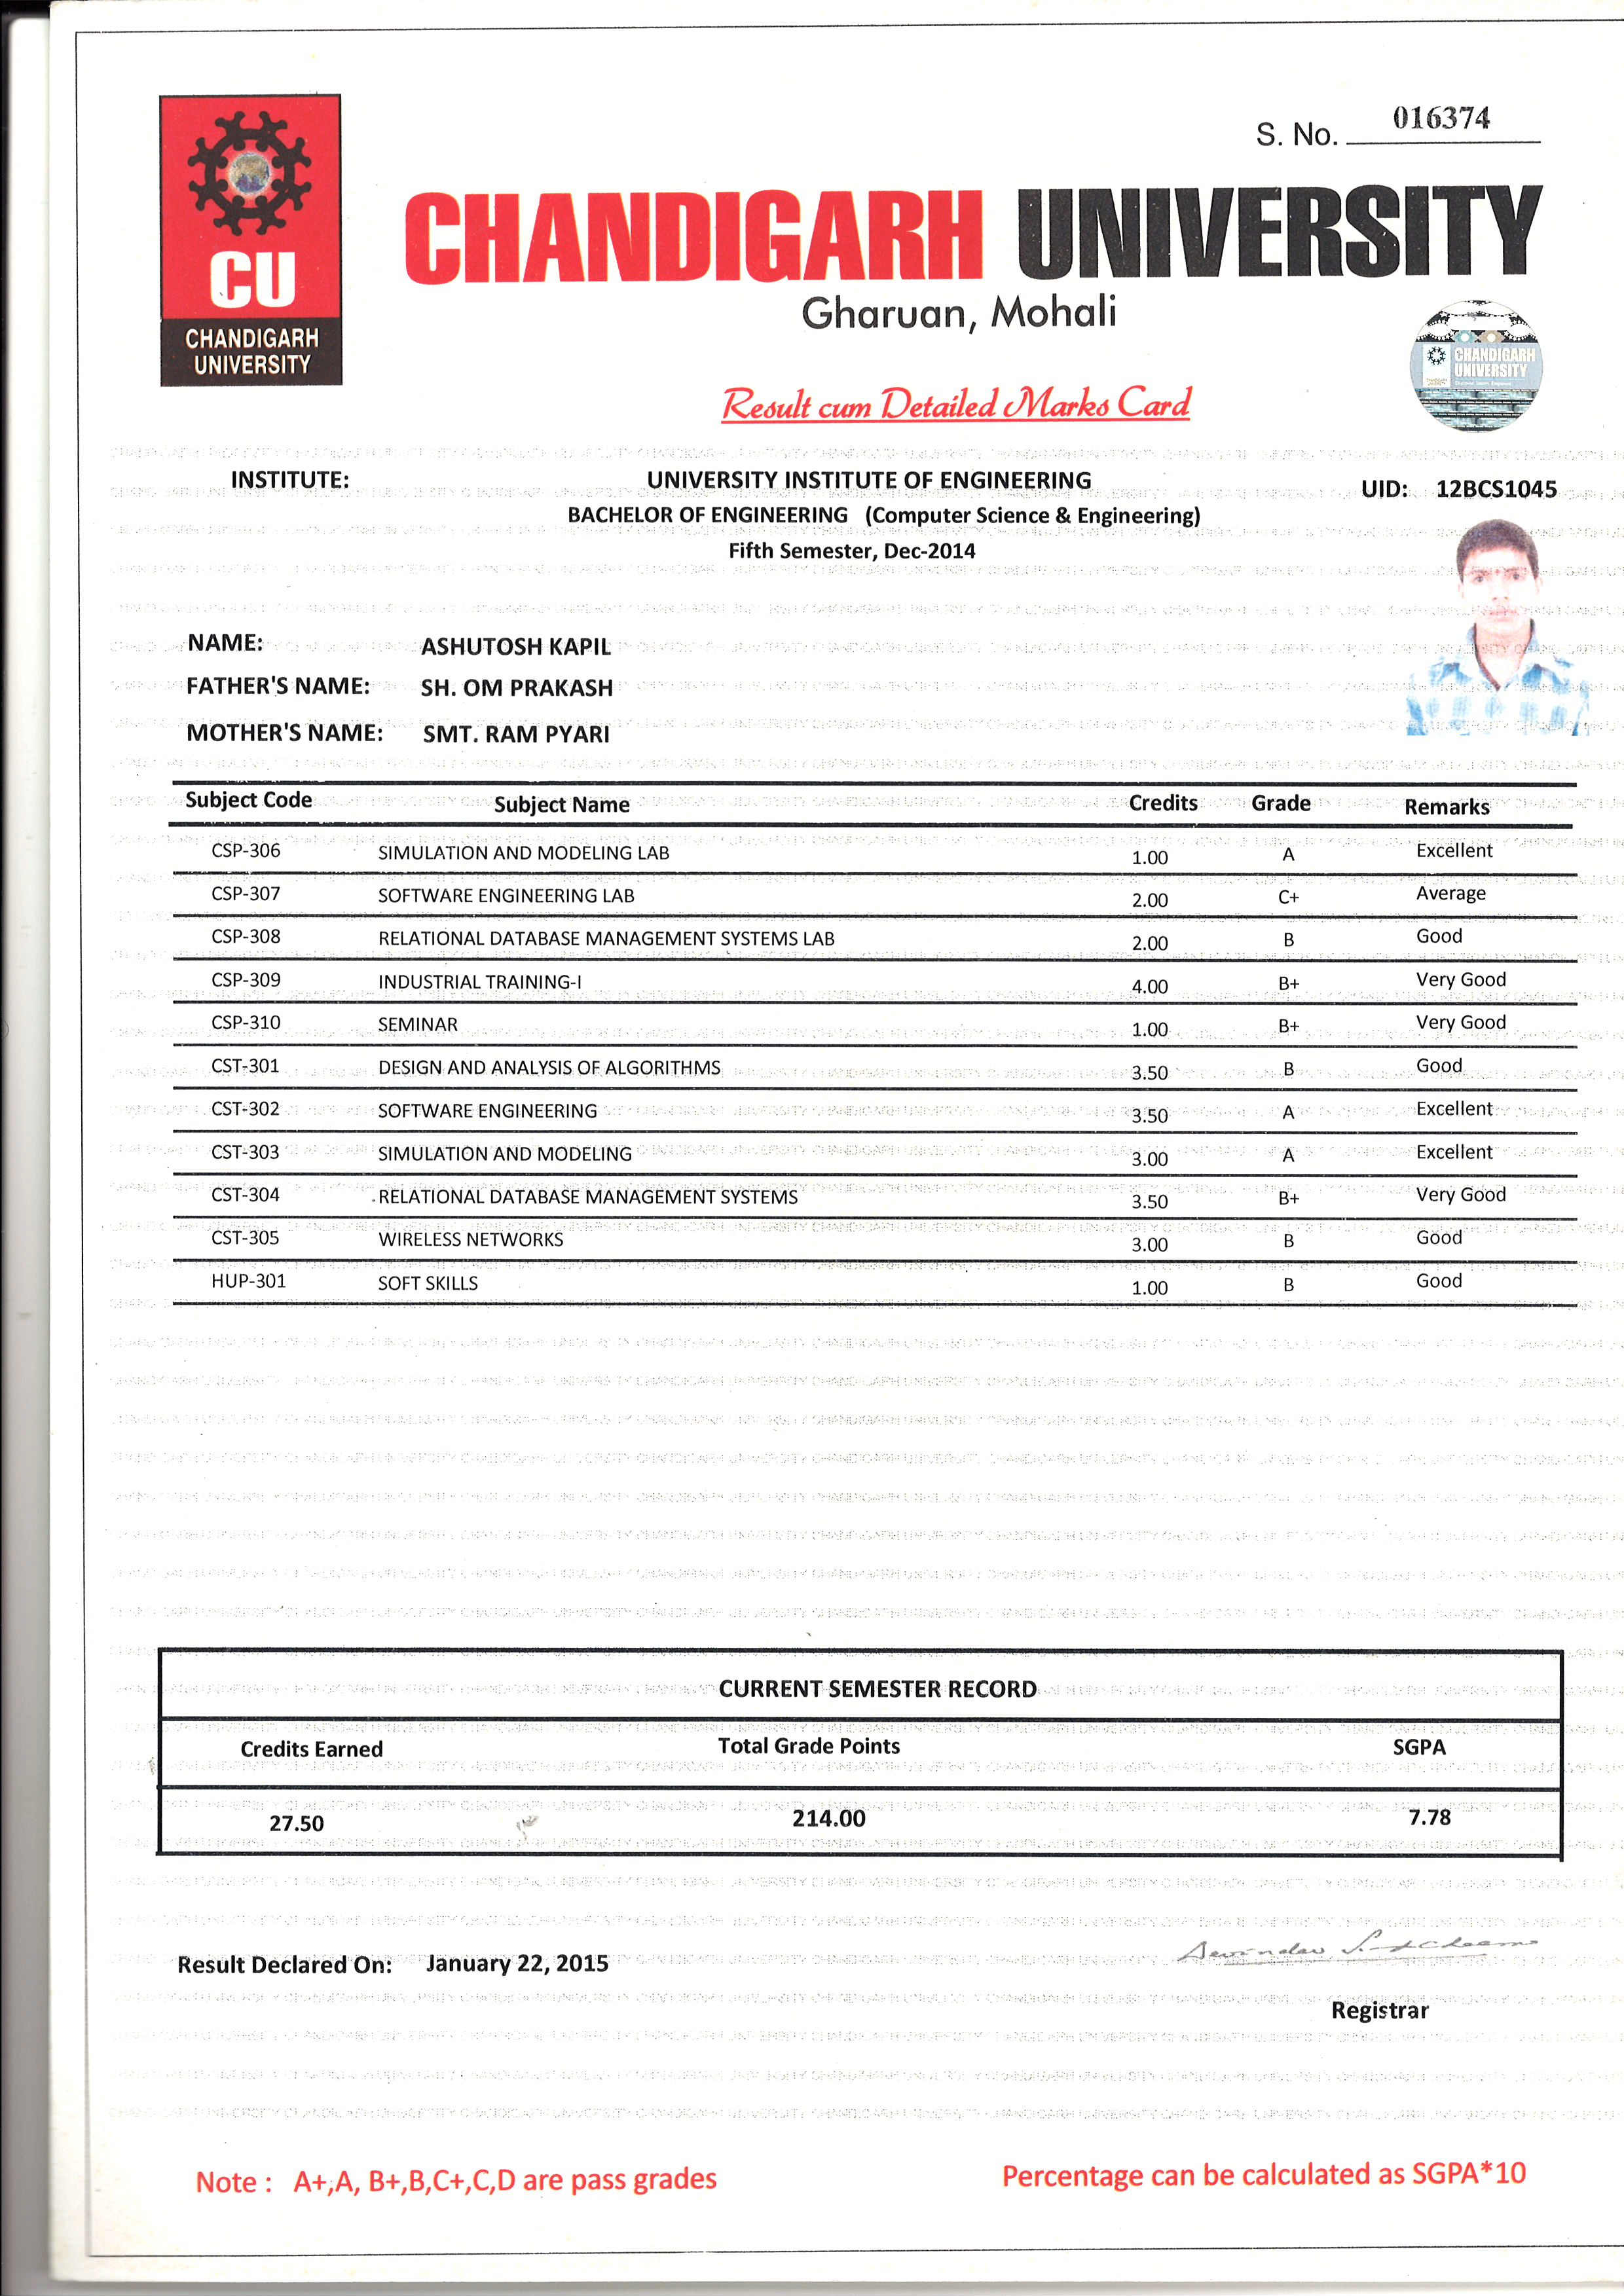 S. No. 016374
CU
CHANDIGARH
UNIVERSITY
CHANDIGARH UNIVERSITY
Gharuan, Mohali
CHANDIGARH
UNIVERSITY
Result cum Detailed Marks Card
INSTITUTE: UNIVERSITY INSTITUTE OF ENGINEERING UID: 12BCS1045
BACHELOR OF ENGINEERING (Computer Science & Engineering)
Fifth Semester, Dec-2014
NAME: ASHUTOSH KAPIL
FATHER'S NAME: SH. OM PRAKASH
MOTHER'S NAME: SMT. RAM PYARI
Subject Code Subject Name Credits Grade Remarks
CSP-306 SIMULATION AND MODELING LAB 1.00 A Excellent
CSP-307 SOFTWARE ENGINEERING LAB 2.00 C+ Average
CSP-308 RELATIONAL DATABASE MANAGEMENT SYSTEMS LAB 2.00 B Good
CSP-309 INDUSTRIAL TRAINING-I 4.00 B+ Very Good
CSP-310 SEMINAR 1.00 B+ Very Good
CST-301 DESIGN AND ANALYSIS OF ALGORITHMS 3.50 B Good
CST-302 SOFTWARE ENGINEERING 3.50 A Excellent
CST-303 SIMULATION AND MODELING 3.00 A Excellent
CST-304 RELATIONAL DATABASE MANAGEMENT SYSTEMS 3.50 B+ Very Good
CST-305 WIRELESS NETWORKS 3.00 B Good
HUP-301 SOFT SKILLS 1.00 B Good
CURRENT SEMESTER RECORD
Credits Earned Total Grade Points SGPA
27.50 214.00 7.78
Result Declared On: January 22, 2015
Registrar
Note : A+,A, B+,B,C+,C,D are pass grades Percentage can be calculated as SGPA*10